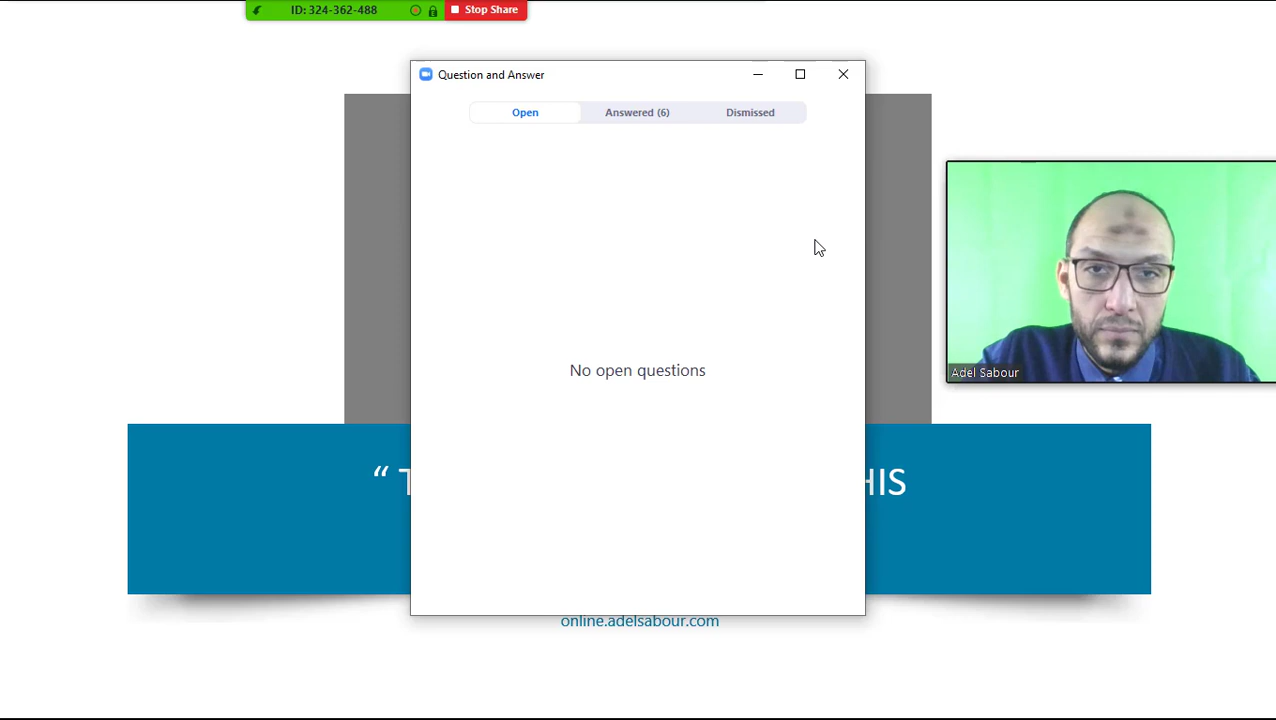 ID: 324-362-488
Stop Share
Question and Answer
Open
Answered (6)
Dismissed
No open questions
Adel Sabour
“ T
HIS
online.adelsabour.com